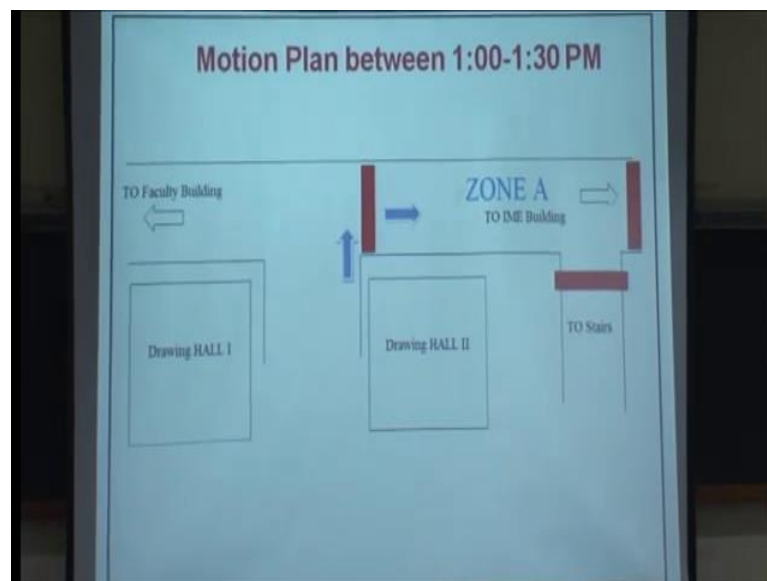 Motion Plan between 1:00-1:30 PM
TO Faculty Building
ZONE A
TO IME Building
Drawing HALL I
Drawing HALL II
TO Stairs